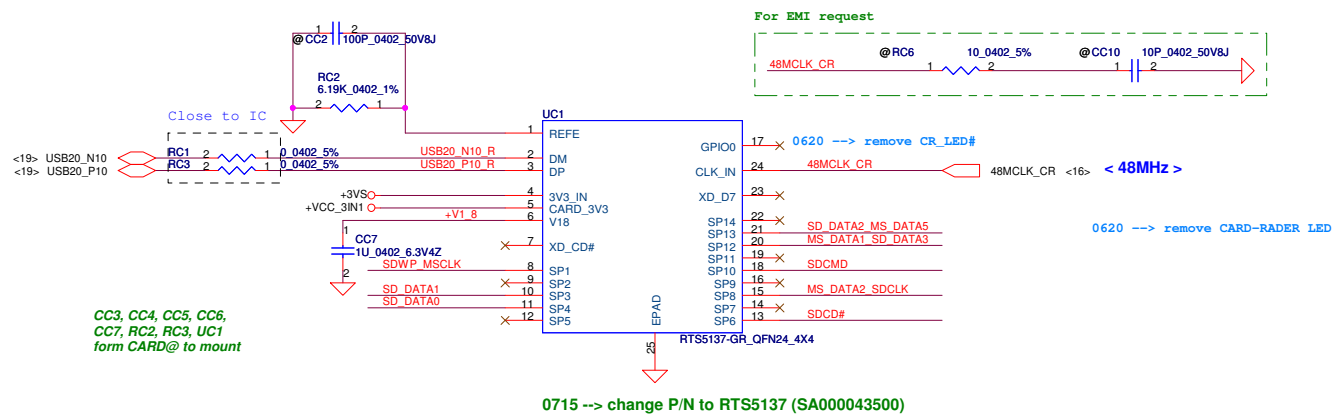 For EMI request
48MCLK_CR
@RC6
10_0402_5%
1
2
@CC10
10P_0402_50V8J
1
2
1
2
@CC2
100P_0402_50V8J
RC2
6.19K_0402_1%
2
1
Close to IC
<19> USB20_N10
RC1
2
1
0_0402_5%
USB20_N10_R
<19> USB20_P10
RC3
2
1
0_0402_5%
USB20_P10_R
+3VS
+VCC_3IN1
+V1_8
1
CC7
1U_0402_6.3V4Z
2
SDWP_MSCLK
SD_DATA1
SD_DATA0
UC1
1 REFE
2 DM
3 DP
4 3V3_IN
5 CARD_3V3
6 V18
7 XD_CD#
8 SP1
9 SP2
10 SP3
11 SP4
12 SP5
EPAD
25
GPIO0 17
CLK_IN 24
XD_D7 23
SP14 22
SP13 21
SP12 20
SP11 19
SP10 18
SP9 16
SP8 15
SP7 14
SP6 13
RTS5137-GR_QFN24_4X4
0620 --> remove CR_LED#
48MCLK_CR
48MCLK_CR <16>
< 48MHz >
SD_DATA2_MS_DATA5
MS_DATA1_SD_DATA3
SDCMD
MS_DATA2_SDCLK
SDCD#
0620 --> remove CARD-RADER LED
CC3, CC4, CC5, CC6,
CC7, RC2, RC3, UC1
form CARD@ to mount
0715 --> change P/N to RTS5137 (SA000043500)